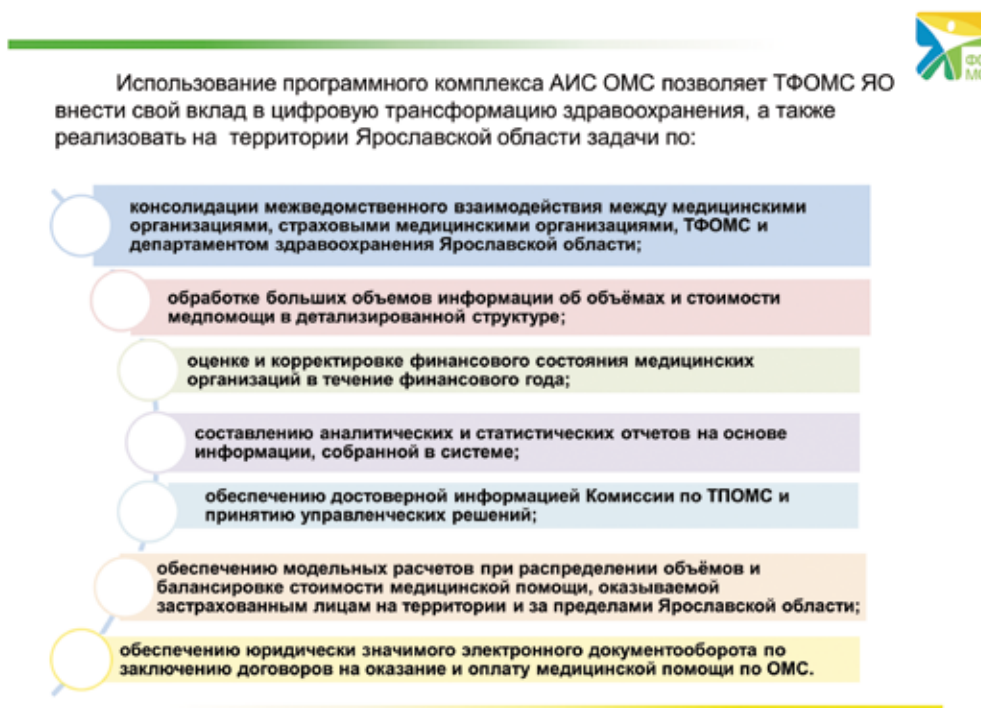 Использование программного комплекса АИС ОМС позволяет ТФОМС ЯО
внести свой вклад в цифровую трансформацию здравоохранения, а также
реализовать на территории Ярославской области задачи по:
консолидации межведомственного взаимодействия между медицинскими
организациями, страховыми медицинскими организациями, ТФОМС и
департаментом здравоохранения Ярославской области;
обработке больших объемов информации об объёмах и стоимости
медпомощи в детализированной структуре;
оценке и корректировке финансового состояния медицинских
организаций в течение финансового года;
составлению аналитических и статистических отчетов на основе
информации, собранной в системе;
обеспечению достоверной информацией Комиссии по ТПОМС и
принятию управленческих решений;
обеспечению модельных расчетов при распределении объёмов и
балансировке стоимости медицинской помощи, оказываемой
застрахованным лицам на территории и за пределами Ярославской области;
обеспечению юридически значимого электронного документооборота по
заключению договоров на оказание и оплату медицинской помощи по ОМС.